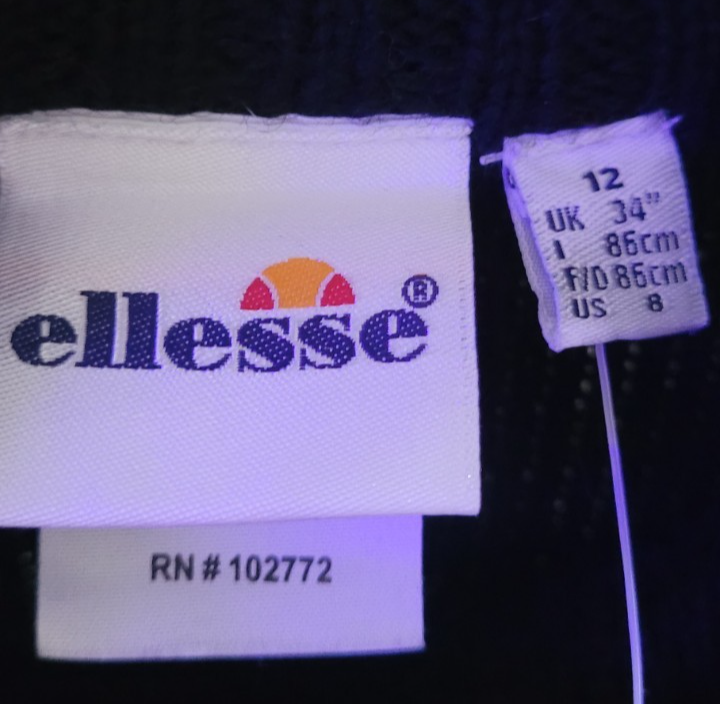 ellesse®
RN # 102772
12
UK 34"
I 86cm
F/D 86cm
US 8